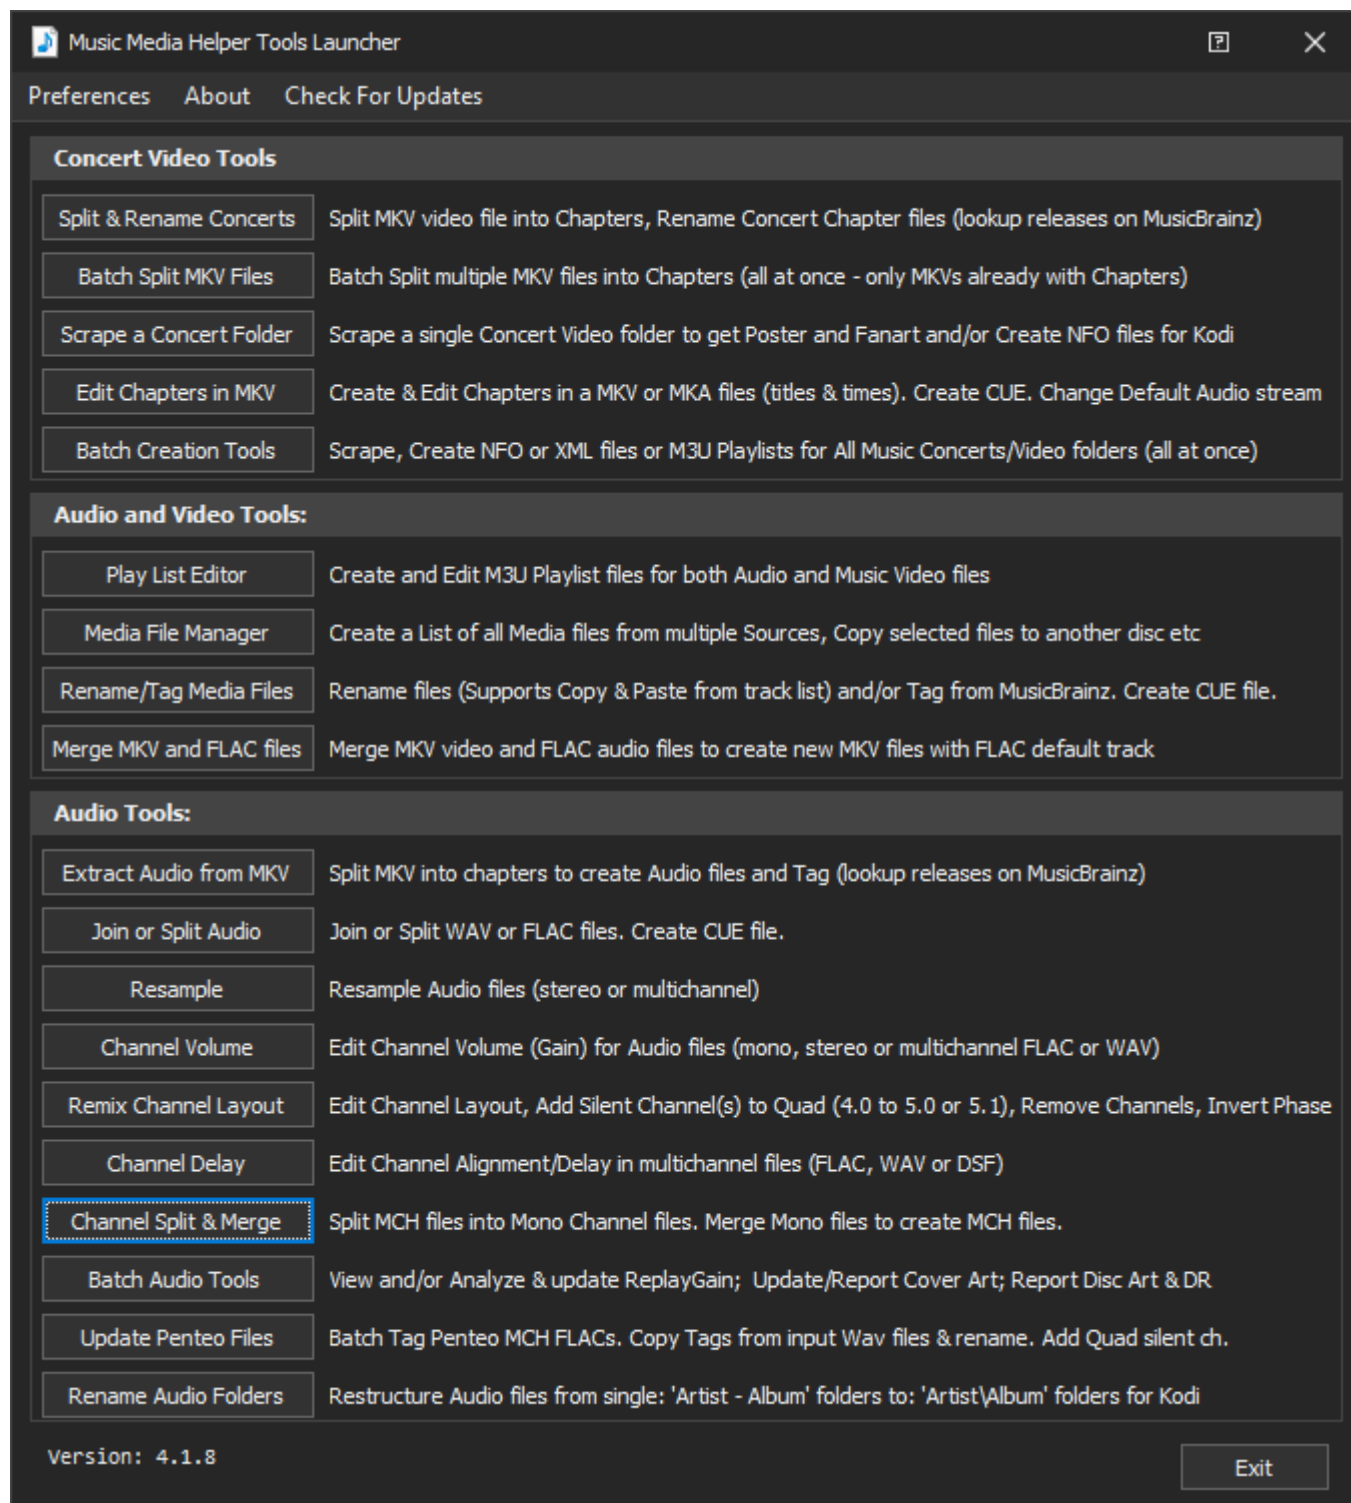 Music Media Helper Tools Launcher
Preferences About Check For Updates
Concert Video Tools
Split & Rename Concerts Split MKV video file into Chapters, Rename Concert Chapter files (lookup releases on MusicBrainz)
Batch Split MKV Files Batch Split multiple MKV files into Chapters (all at once - only MKVs already with Chapters)
Scrape a Concert Folder Scrape a single Concert Video folder to get Poster and Fanart and/or Create NFO files for Kodi
Edit Chapters in MKV Create & Edit Chapters in a MKV or MKA files (titles & times). Create CUE. Change Default Audio stream
Batch Creation Tools Scrape, Create NFO or XML files or M3U Playlists for All Music Concerts/Video folders (all at once)
Audio and Video Tools:
Play List Editor Create and Edit M3U Playlist files for both Audio and Music Video files
Media File Manager Create a List of all Media files from multiple Sources, Copy selected files to another disc etc
Rename/Tag Media Files Rename files (Supports Copy & Paste from track list) and/or Tag from MusicBrainz. Create CUE file.
Merge MKV and FLAC files Merge MKV video and FLAC audio files to create new MKV files with FLAC default track
Audio Tools:
Extract Audio from MKV Split MKV into chapters to create Audio files and Tag (lookup releases on MusicBrainz)
Join or Split Audio Join or Split WAV or FLAC files. Create CUE file.
Resample Resample Audio files (stereo or multichannel)
Channel Volume Edit Channel Volume (Gain) for Audio files (mono, stereo or multichannel FLAC or WAV)
Remix Channel Layout Edit Channel Layout, Add Silent Channel(s) to Quad (4.0 to 5.0 or 5.1), Remove Channels, Invert Phase
Channel Delay Edit Channel Alignment/Delay in multichannel files (FLAC, WAV or DSF)
Channel Split & Merge Split MCH files into Mono Channel files. Merge Mono files to create MCH files.
Batch Audio Tools View and/or Analyze & update ReplayGain;  Update/Report Cover Art; Report Disc Art & DR
Update Penteo Files Batch Tag Penteo MCH FLACs. Copy Tags from input Wav files & rename. Add Quad silent ch.
Rename Audio Folders Restructure Audio files from single: 'Artist - Album' folders to: 'Artist\Album' folders for Kodi
Version: 4.1.8
Exit